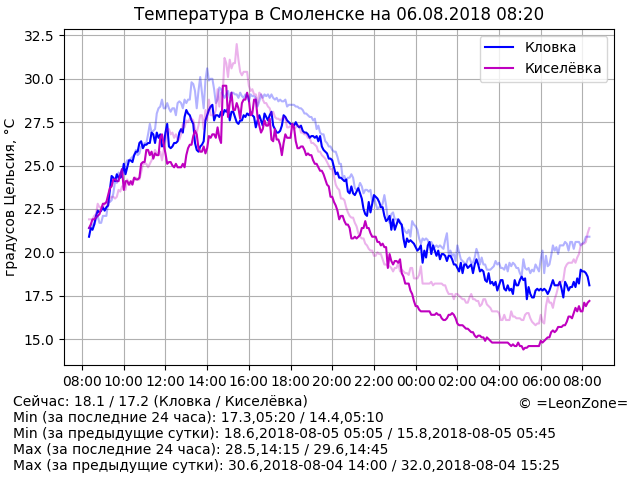 Температура в Смоленске на 06.08.2018 08:20
Кловка
Киселёвка
градусов Цельсия, °C
32.5
30.0
27.5
25.0
22.5
20.0
17.5
15.0
08:00 10:00 12:00 14:00 16:00 18:00 20:00 22:00 00:00 02:00 04:00 06:00 08:00
Сейчас: 18.1 / 17.2 (Кловка / Киселёвка)
© =LeonZone=
Min (за последние 24 часа): 17.3,05:20 / 14.4,05:10
Min (за предыдущие сутки): 18.6,2018-08-05 05:05 / 15.8,2018-08-05 05:45
Max (за последние 24 часа): 28.5,14:15 / 29.6,14:45
Max (за предыдущие сутки): 30.6,2018-08-04 14:00 / 32.0,2018-08-04 15:25